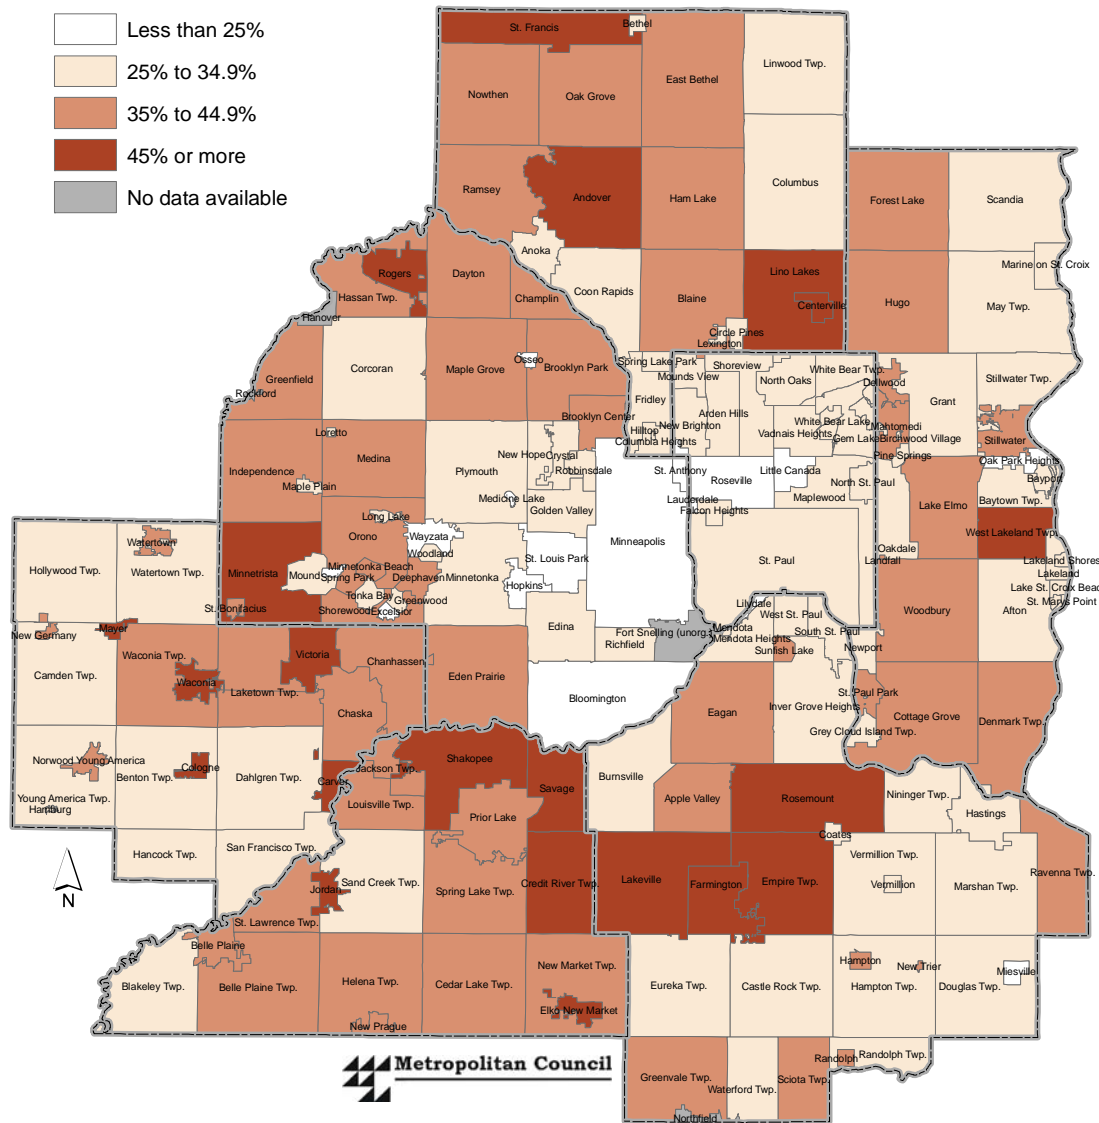 Less than 25%
25% to 34.9%
35% to 44.9%
45% or more
No data available
St. Francis
Bethel
Linwood Twp.
East Bethel
Nowthen
Oak Grove
Ramsey
Andover
Ham Lake
Columbus
Forest Lake
Scandia
Anoka
Rogers
Dayton
Hassan Twp.
Champlin
Coon Rapids
Blaine
Lino Lakes
Centerville
Hugo
Marine on St. Croix
May Twp.
Hanover
Circle Pines
Lexington
Corcoran
Maple Grove
Osseo
Brooklyn Park
Greenfield
Rockford
Spring Lake Park
Mounds View
Shoreview
North Oaks
White Bear Twp.
Dellwood
Stillwater Twp.
Grant
Fridley
Brooklyn Center
Arden Hills
New Brighton
Hilltop
Columbia Heights
White Bear Lake
Vadnais Heights
Gem Lake
Mahtomedi
Birchwood Village
Stillwater
Pine Springs
Oak Park Heights
Bayport
Baytown Twp.
Loretto
Medina
Independence
Maple Plain
Plymouth
New Hope
Crystal
Robbinsdale
Medicine Lake
Golden Valley
St. Anthony
Roseville
Little Canada
North St. Paul
Maplewood
Lauderdale
Falcon Heights
Lake Elmo
West Lakeland Twp.
Long Lake
Orono
Wayzata
Woodland
Minneapolis
St. Louis Park
St. Paul
Oakdale
Landfall
Lakeland Shores
Lakeland
Lake St. Croix Beach
St. Marys Point
Afton
Woodbury
Watertown
Hollywood Twp.
Watertown Twp.
Minnetrista
Mound
Minnetonka Beach
Spring Park
Deephaven
Minnetonka
Hopkins
Tonka Bay
Greenwood
Shorewood
Excelsior
St. Bonifacius
Edina
Richfield
Fort Snelling (unorg.)
Lilydale
Mendota
Mendota Heights
West St. Paul
South St. Paul
Sunfish Lake
Newport
New Germany
Mayer
Waconia Twp.
Victoria
Chanhassen
Eden Prairie
Bloomington
Camden Twp.
Waconia
Laketown Twp.
Chaska
Eagan
Inver Grove Heights
St. Paul Park
Cottage Grove
Denmark Twp.
Grey Cloud Island Twp.
Norwood Young America
Benton Twp.
Cologne
Dahlgren Twp.
Carver
Jackson Twp.
Shakopee
Savage
Burnsville
Apple Valley
Rosemount
Nininger Twp.
Hastings
Young America Twp.
Hamburg
Louisville Twp.
Prior Lake
Coates
Hancock Twp.
San Francisco Twp.
Jordan
Sand Creek Twp.
Spring Lake Twp.
Credit River Twp.
Lakeville
Farmington
Empire Twp.
Vermillion Twp.
Vermillion
Marshan Twp.
Ravenna Twp.
N
St. Lawrence Twp.
Belle Plaine
Blakeley Twp.
Belle Plaine Twp.
Helena Twp.
Cedar Lake Twp.
New Market Twp.
Elko New Market
New Prague
Eureka Twp.
Castle Rock Twp.
Hampton
New Trier
Hampton Twp.
Douglas Twp.
Miesville
Metropolitan Council
Greenvale Twp.
Waterford Twp.
Sciota Twp.
Randolph
Randolph Twp.
Northfield